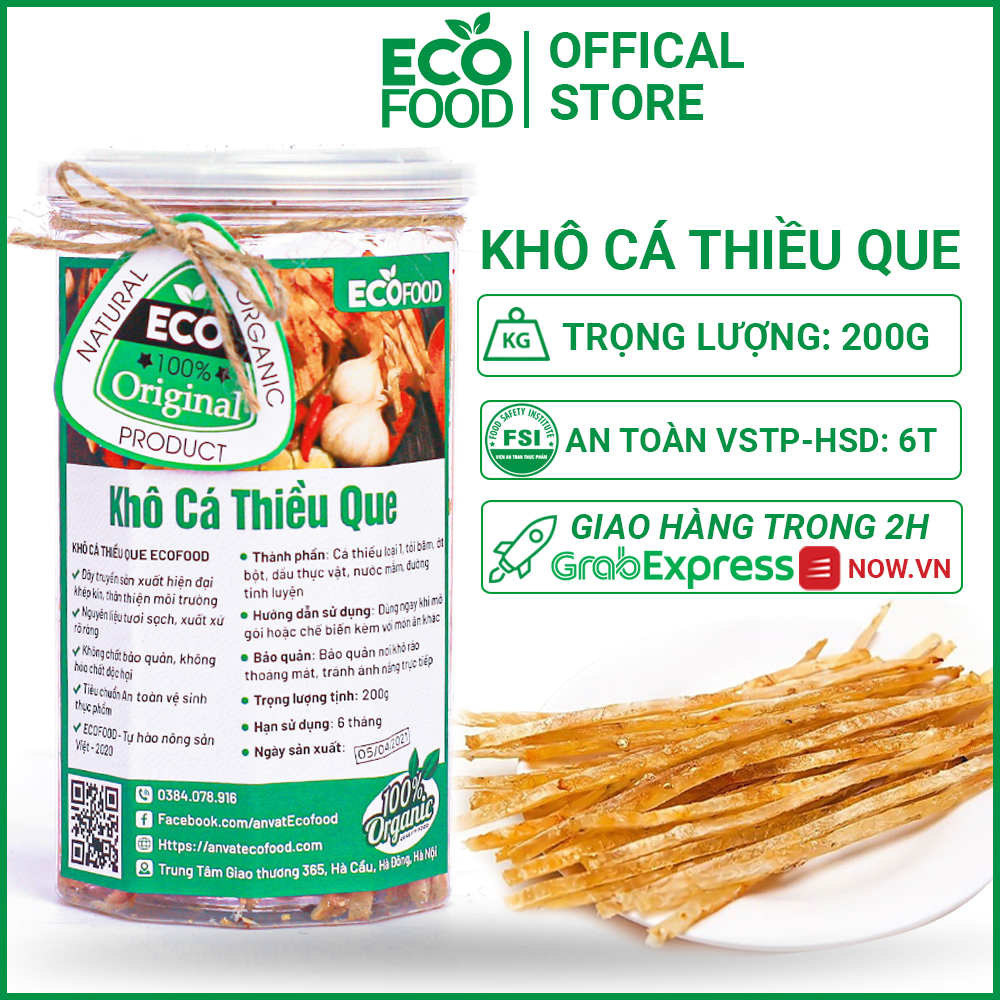 ECO
FOOD
OFFICAL
STORE
KHÔ CÁ THIỀU QUE
KG
TRỌNG LƯỢNG: 200G
FOOD SAFETY INSTITUTE
FSI
VIỆN AN TOÀN THỰC PHẨM
AN TOÀN VSTP-HSD: 6T
GIAO HÀNG TRONG 2H
GrabExpress
NOW.VN
ECOFOOD
NATURAL
ORGANIC
ECO
100%
Original
PRODUCT
Khô Cá Thiều Que
KHÔ CÁ THIỀU QUE ECOFOOD
Dây truyền sản xuất hiện đại
khép kín, thân thiện môi trường
Nguyên liệu tươi sạch, xuất xứ
rõ ràng
Không chất bảo quản, không
hóa chất độc hại
Tiêu chuẩn An toàn vệ sinh
thực phẩm
ECOFOOD - Tự hào nông sản
Việt - 2020
Thành phần: Cá thiều loại 1, tỏi băm, ớt
bột, dầu thực vật, nước mắm, đường
tinh luyện
Hướng dẫn sử dụng: Dùng ngay khi mở
gói hoặc chế biến kèm với món ăn khác
Bảo quản: Bảo quản nơi khô ráo
thoáng mát, tránh ánh nắng trực tiếp
Trọng lượng tịnh: 200g
Hạn sử dụng: 6 tháng
Ngày sản xuất: 05/04/2021
0384.078.916
Facebook.com/anvatEcofood
Https://anvatecofood.com
Trung Tâm Giao thương 365, Hà Cầu, Hà Đông, Hà Nội
100%
Organic